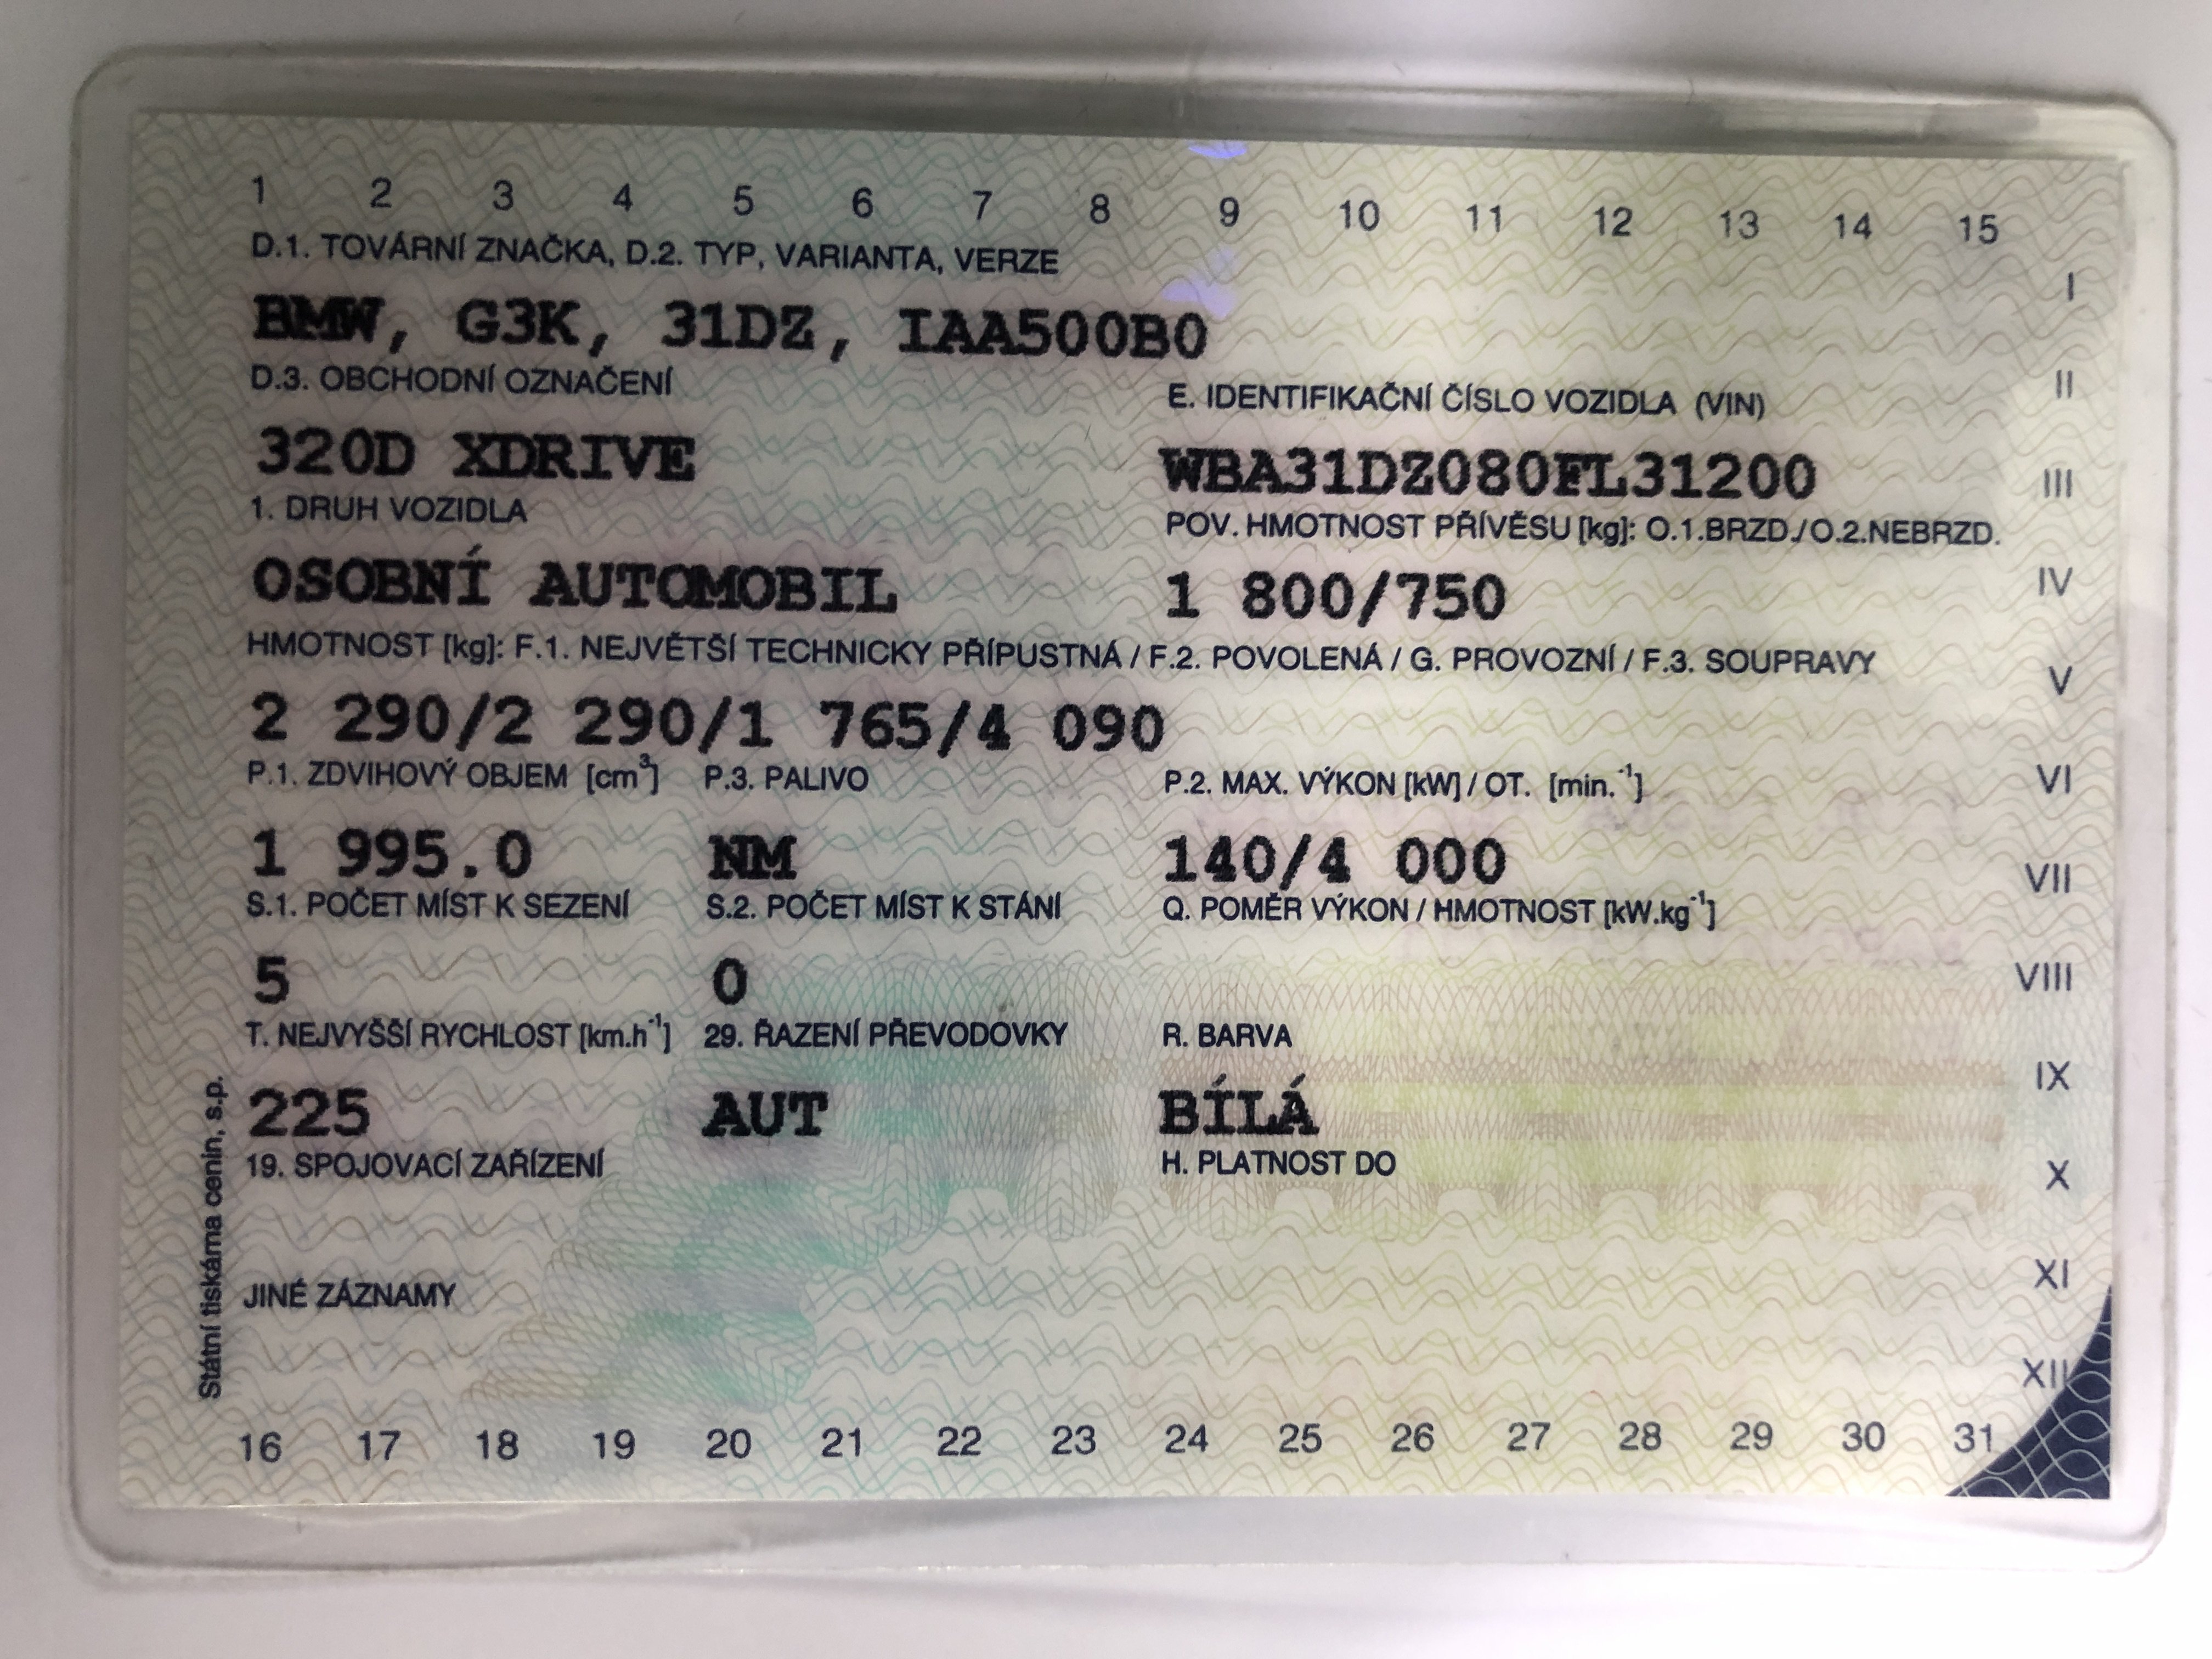 1 2 3 4 5 6 7 8 9 10 11 12 13 14 15
D.1. TOVÁRNÍ ZNAČKA, D.2. TYP, VARIANTA, VERZE
I
BMW, G3K, 31DZ, IAA500B0
D.3. OBCHODNÍ OZNAČENÍ E. IDENTIFIKAČNÍ ČÍSLO VOZIDLA (VIN)
II
320D XDRIVE WBA31DZ080FL31200
III
1. DRUH VOZIDLA POV. HMOTNOST PŘÍVĚSU [kg]: O.1.BRZD./O.2.NEBRZD.
OSOBNÍ AUTOMOBIL 1 800/750
IV
HMOTNOST [kg]: F.1. NEJVĚTŠÍ TECHNICKY PŘÍPUSTNÁ / F.2. POVOLENÁ / G. PROVOZNÍ / F.3. SOUPRAVY
V
2 290/2 290/1 765/4 090
P.1. ZDVIHOVÝ OBJEM [cm³] P.3. PALIVO P.2. MAX. VÝKON [kW] / OT. [min.⁻¹]
VI
1 995.0 NM 140/4 000
VII
S.1. POČET MÍST K SEZENÍ S.2. POČET MÍST K STÁNÍ Q. POMĚR VÝKON / HMOTNOST [kW.kg⁻¹]
5 0
VIII
T. NEJVYŠŠÍ RYCHLOST [km.h⁻¹] 29. ŘAZENÍ PŘEVODOVKY R. BARVA
IX
225 AUT BÍLÁ
19. SPOJOVACÍ ZAŘÍZENÍ H. PLATNOST DO
X
XI
JINÉ ZÁZNAMY
XII
Státní tiskárna cenin, s.p.
16 17 18 19 20 21 22 23 24 25 26 27 28 29 30 31